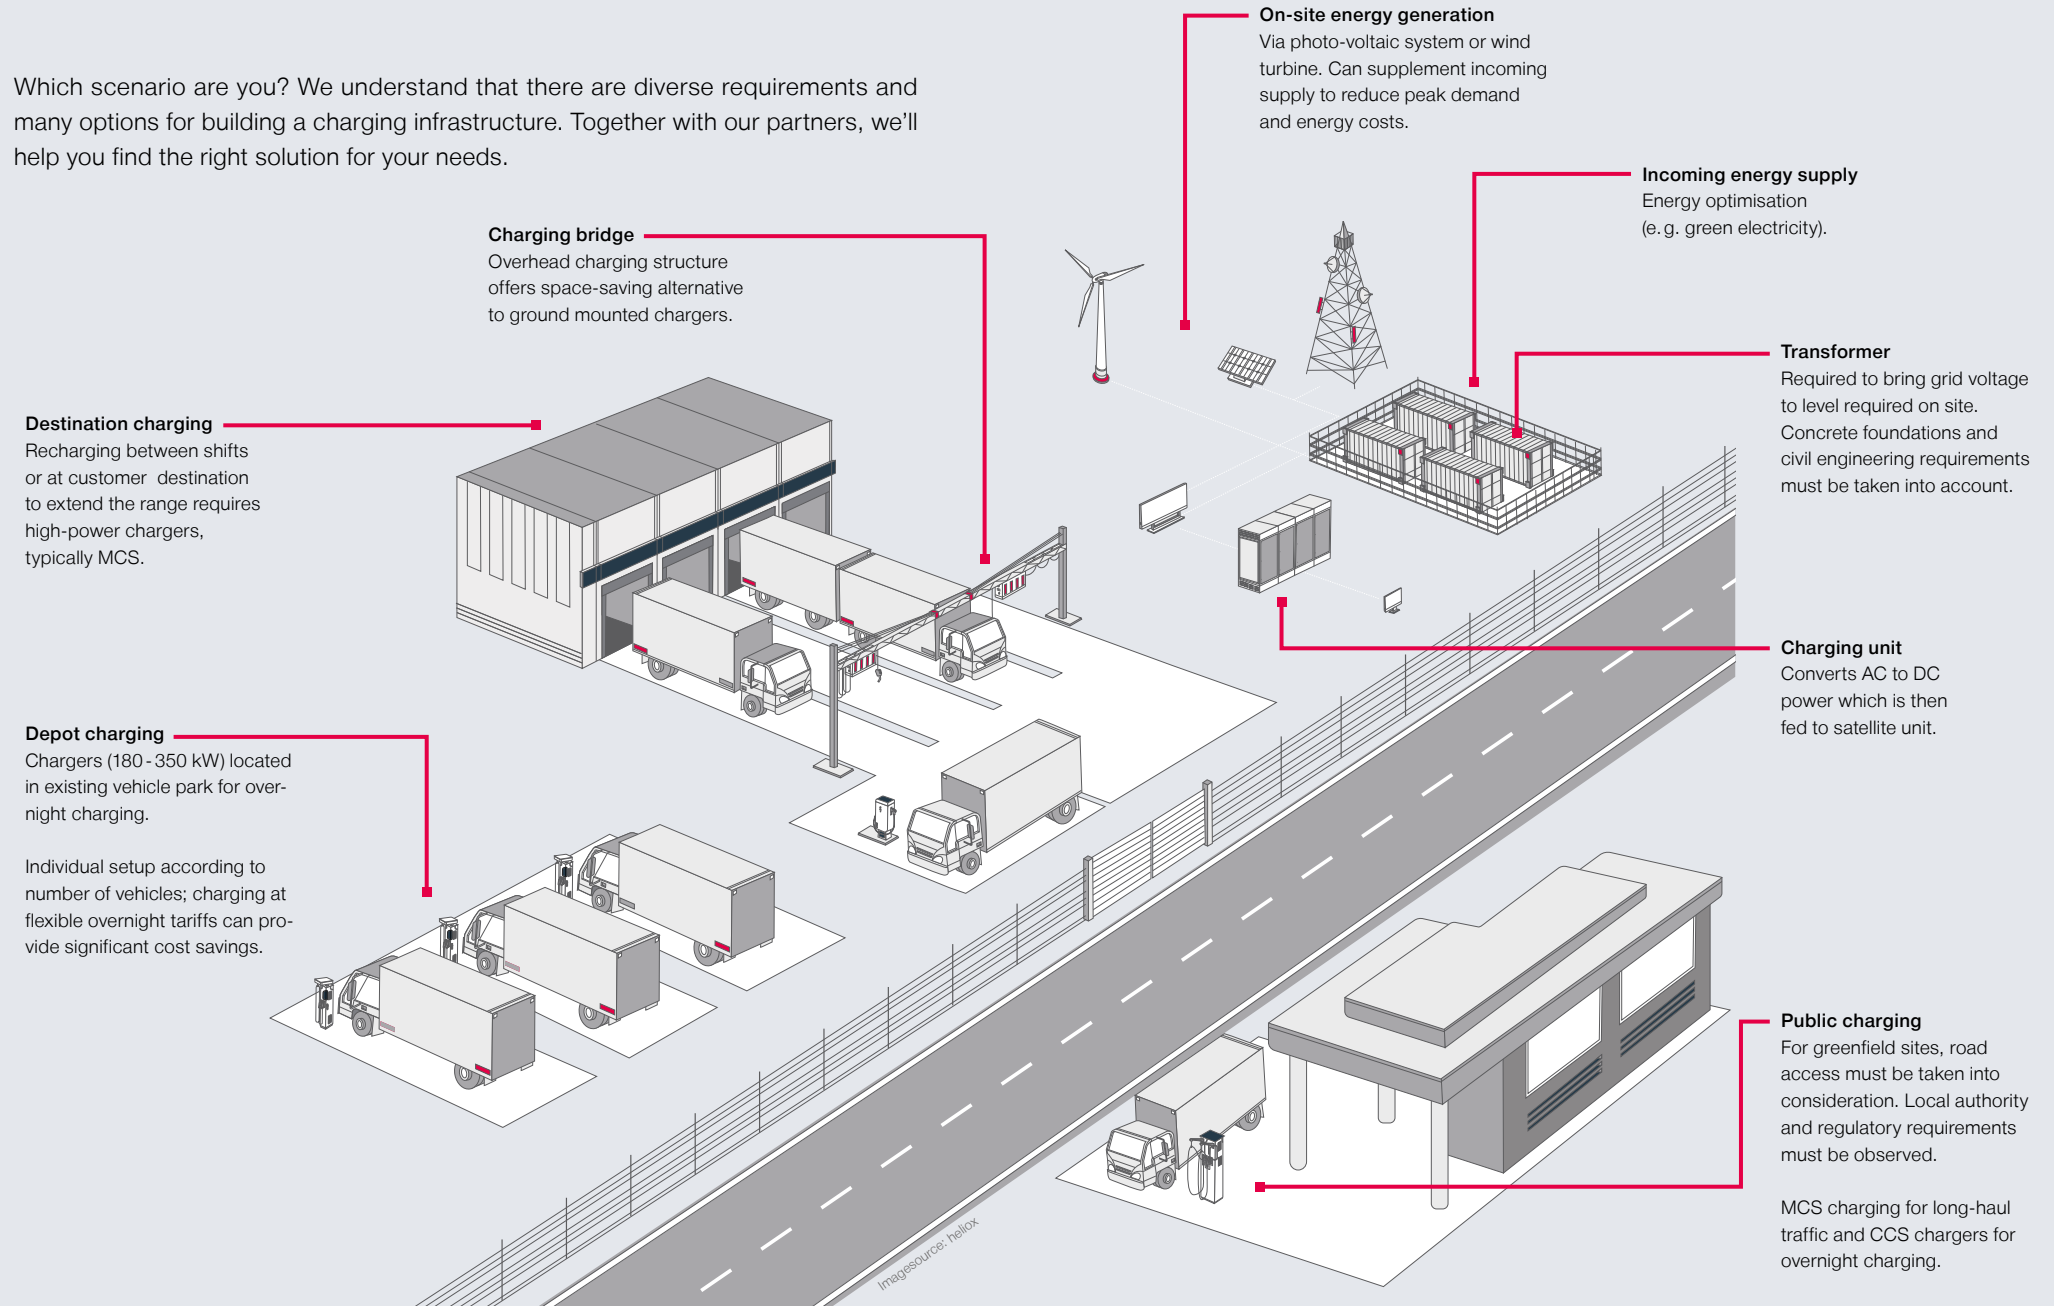 Which scenario are you? We understand that there are diverse requirements and
many options for building a charging infrastructure. Together with our partners, we'll
help you find the right solution for your needs.
On-site energy generation
Via photo-voltaic system or wind
turbine. Can supplement incoming
supply to reduce peak demand
and energy costs.
Incoming energy supply
Energy optimisation
(e. g. green electricity).
Charging bridge
Overhead charging structure
offers space-saving alternative
to ground mounted chargers.
Transformer
Required to bring grid voltage
to level required on site.
Concrete foundations and
civil engineering requirements
must be taken into account.
Destination charging
Recharging between shifts
or at customer destination
to extend the range requires
high-power chargers,
typically MCS.
Charging unit
Converts AC to DC
power which is then
fed to satellite unit.
Depot charging
Chargers (180 - 350 kW) located
in existing vehicle park for over-
night charging.
Individual setup according to
number of vehicles; charging at
flexible overnight tariffs can pro-
vide significant cost savings.
Public charging
For greenfield sites, road
access must be taken into
consideration. Local authority
and regulatory requirements
must be observed.
MCS charging for long-haul
traffic and CCS chargers for
overnight charging.
Imagesource: heliox